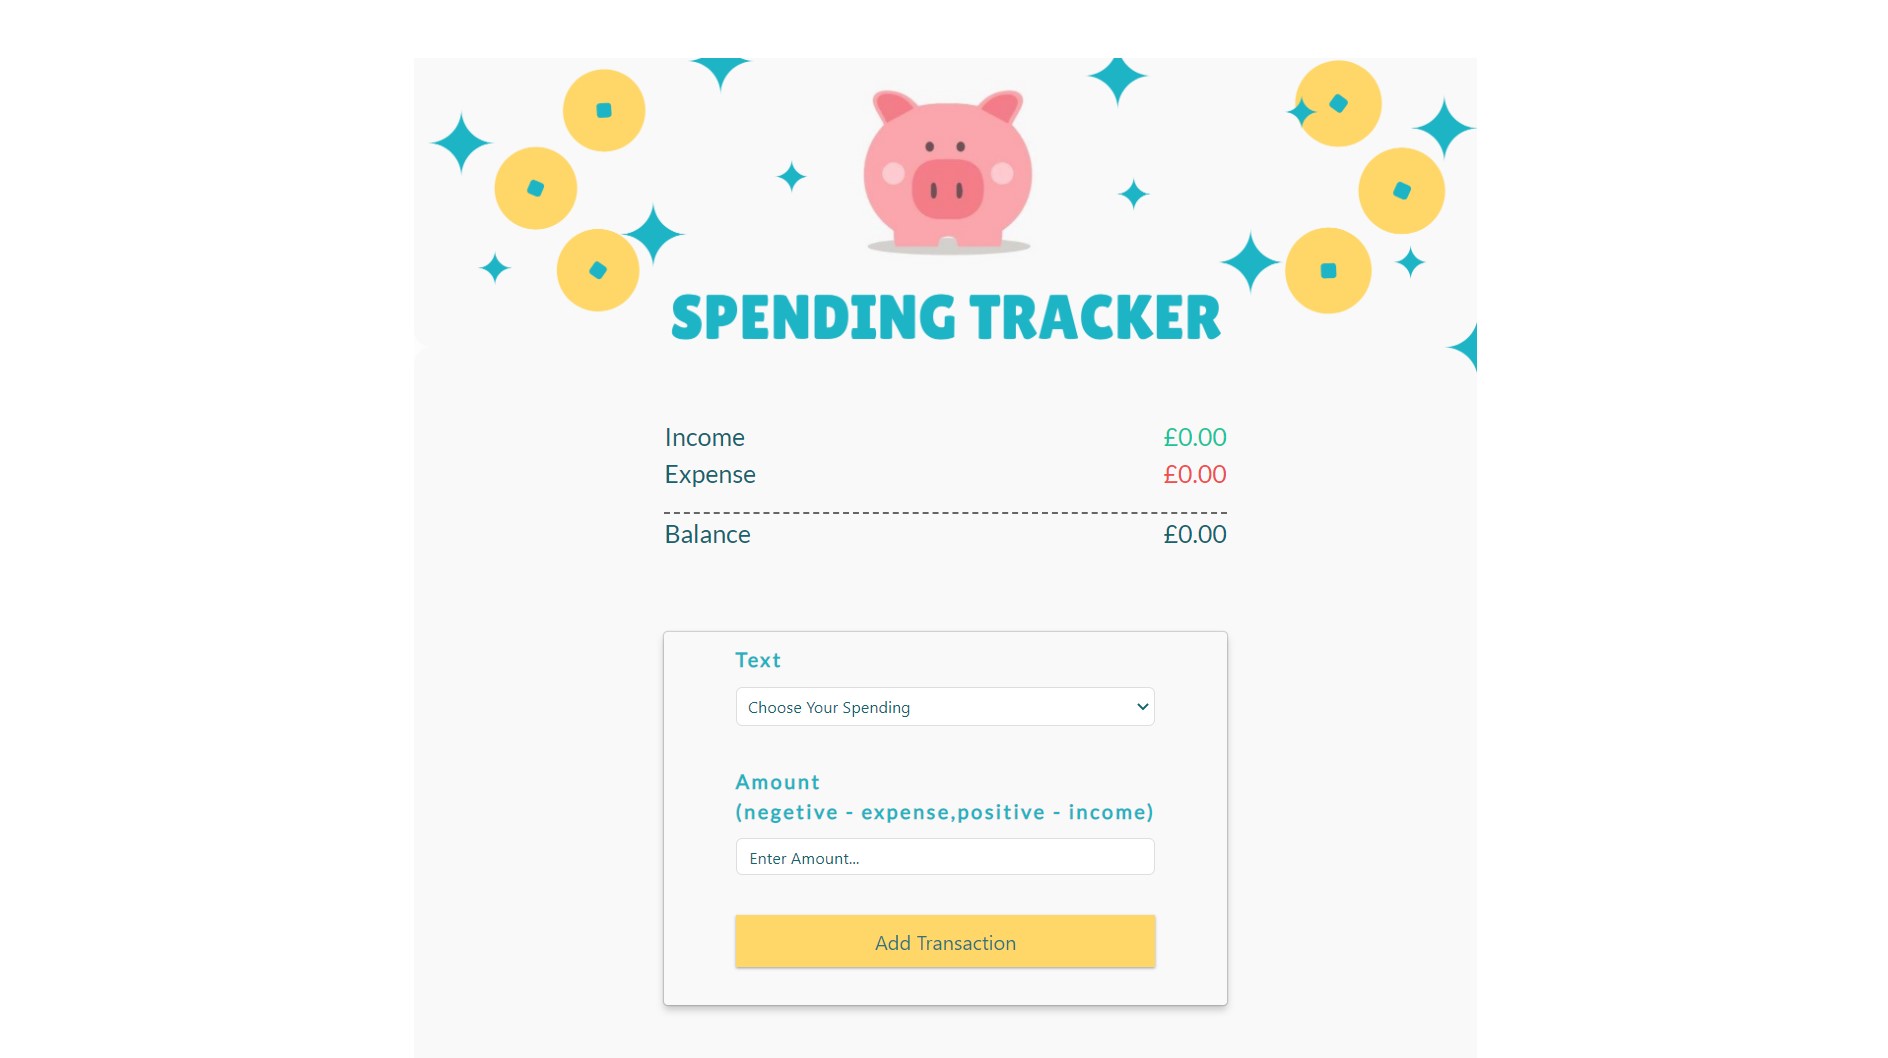 SPENDING TRACKER
Income £0.00
Expense £0.00
Balance £0.00
Text
Choose Your Spending
Amount
(negetive - expense,positive - income)
Enter Amount...
Add Transaction